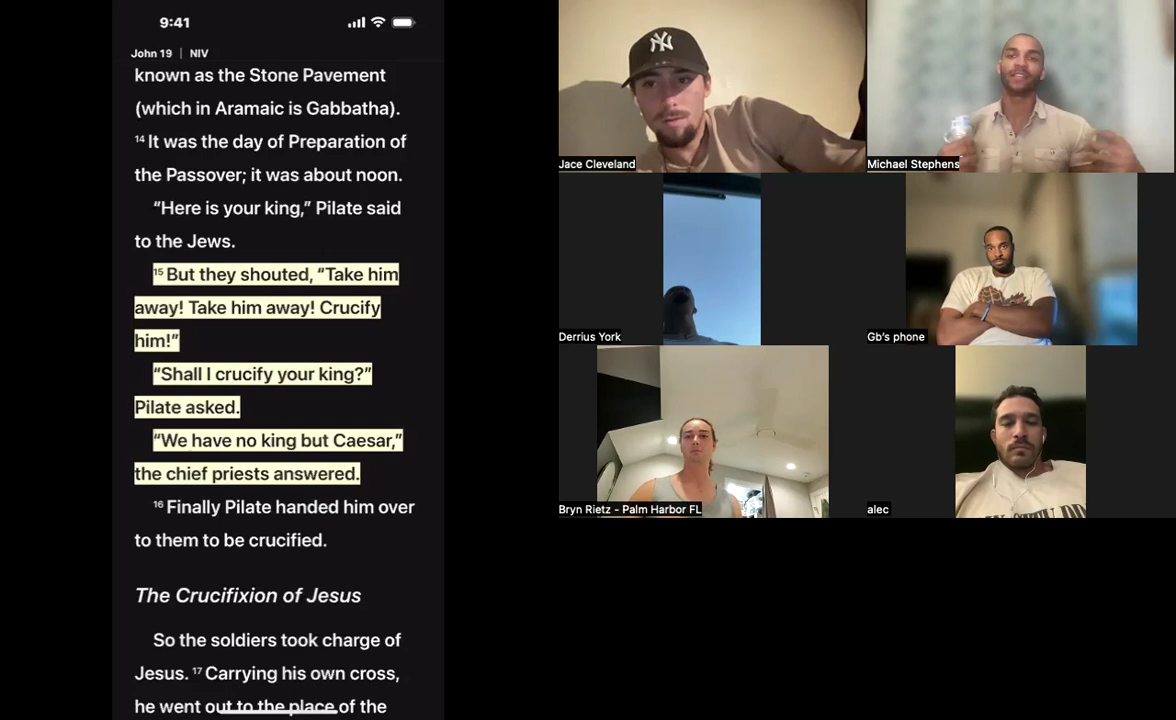 9:41
John 19 | NIV
known as the Stone Pavement
(which in Aramaic is Gabbatha).
14 It was the day of Preparation of
the Passover; it was about noon.
“Here is your king,” Pilate said
to the Jews.
15 But they shouted, “Take him
away! Take him away! Crucify
him!”
“Shall I crucify your king?”
Pilate asked.
“We have no king but Caesar,”
the chief priests answered.
16 Finally Pilate handed him over
to them to be crucified.
The Crucifixion of Jesus
So the soldiers took charge of
Jesus. 17 Carrying his own cross,
he went out to the place of the
NY
Jace Cleveland
Michael Stephens
Derrius York
Gb's phone
Bryn Rietz - Palm Harbor FL
alec